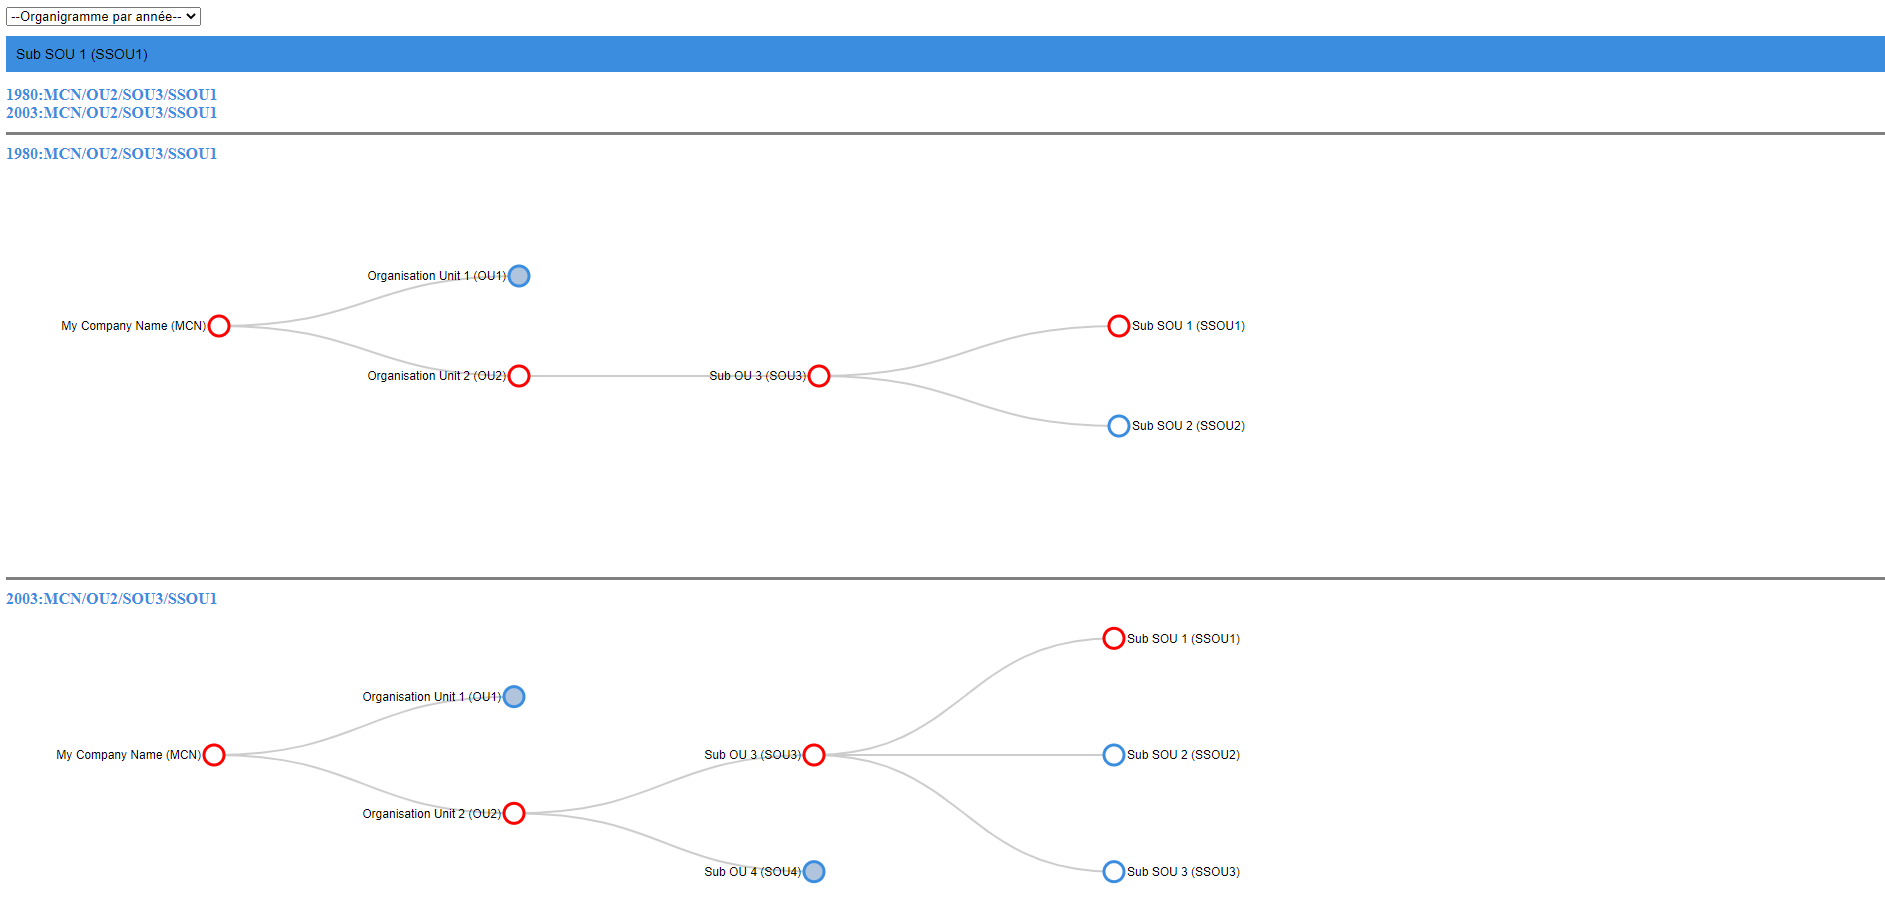 --Organigramme par année--
Sub SOU 1 (SSOU1)
1980:MCN/OU2/SOU3/SSOU1
2003:MCN/OU2/SOU3/SSOU1
1980:MCN/OU2/SOU3/SSOU1
Organisation Unit 1 (OU1)
My Company Name (MCN)
Sub SOU 1 (SSOU1)
Organisation Unit 2 (OU2)
Sub OU 3 (SOU3)
Sub SOU 2 (SSOU2)
2003:MCN/OU2/SOU3/SSOU1
Sub SOU 1 (SSOU1)
Organisation Unit 1 (OU1)
My Company Name (MCN)
Sub OU 3 (SOU3)
Sub SOU 2 (SSOU2)
Organisation Unit 2 (OU2)
Sub OU 4 (SOU4)
Sub SOU 3 (SSOU3)